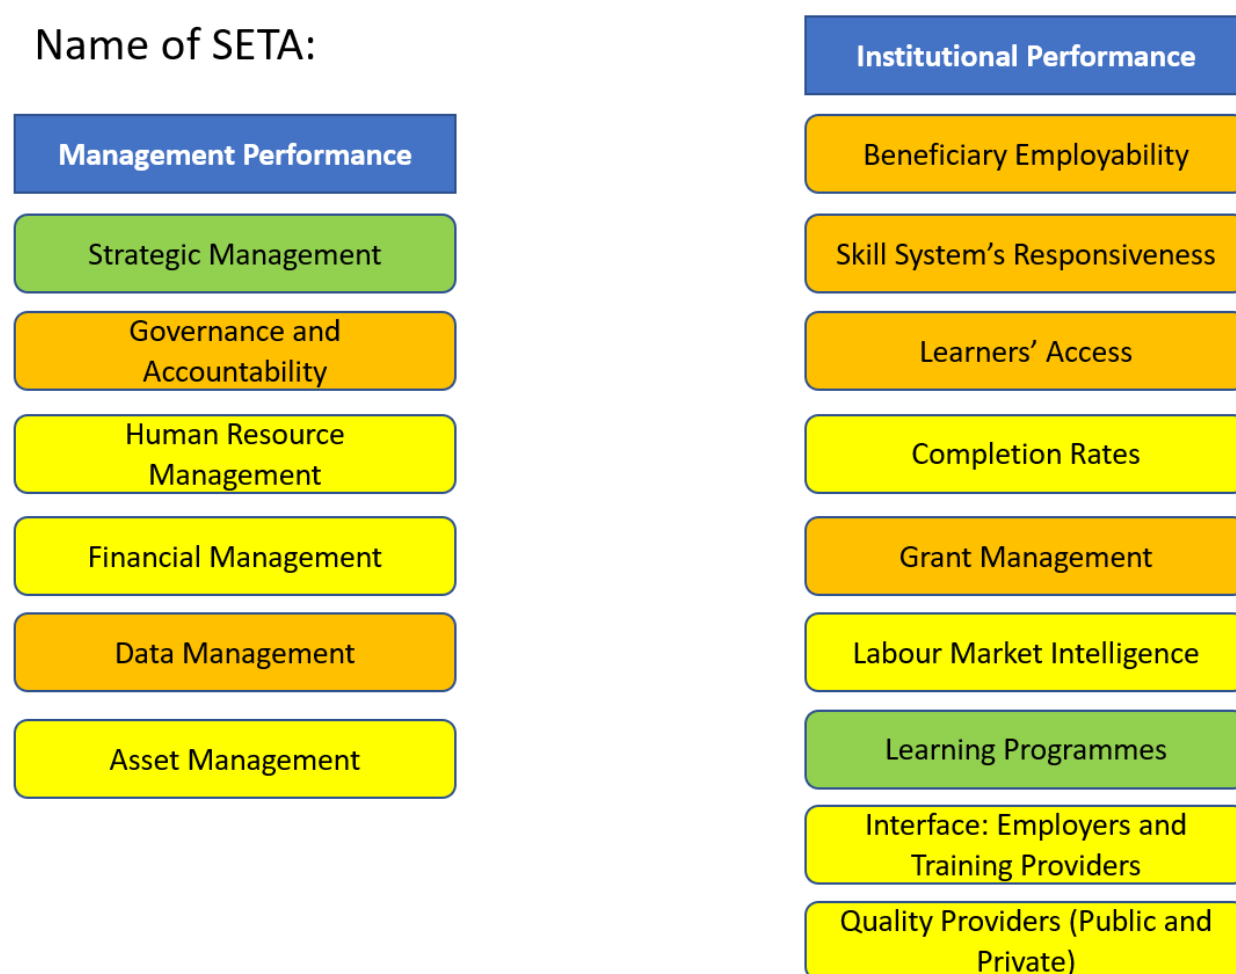 Name of SETA:
Management Performance
Strategic Management
Governance and
Accountability
Human Resource
Management
Financial Management
Data Management
Asset Management
Institutional Performance
Beneficiary Employability
Skill System’s Responsiveness
Learners’ Access
Completion Rates
Grant Management
Labour Market Intelligence
Learning Programmes
Interface: Employers and
Training Providers
Quality Providers (Public and
Private)